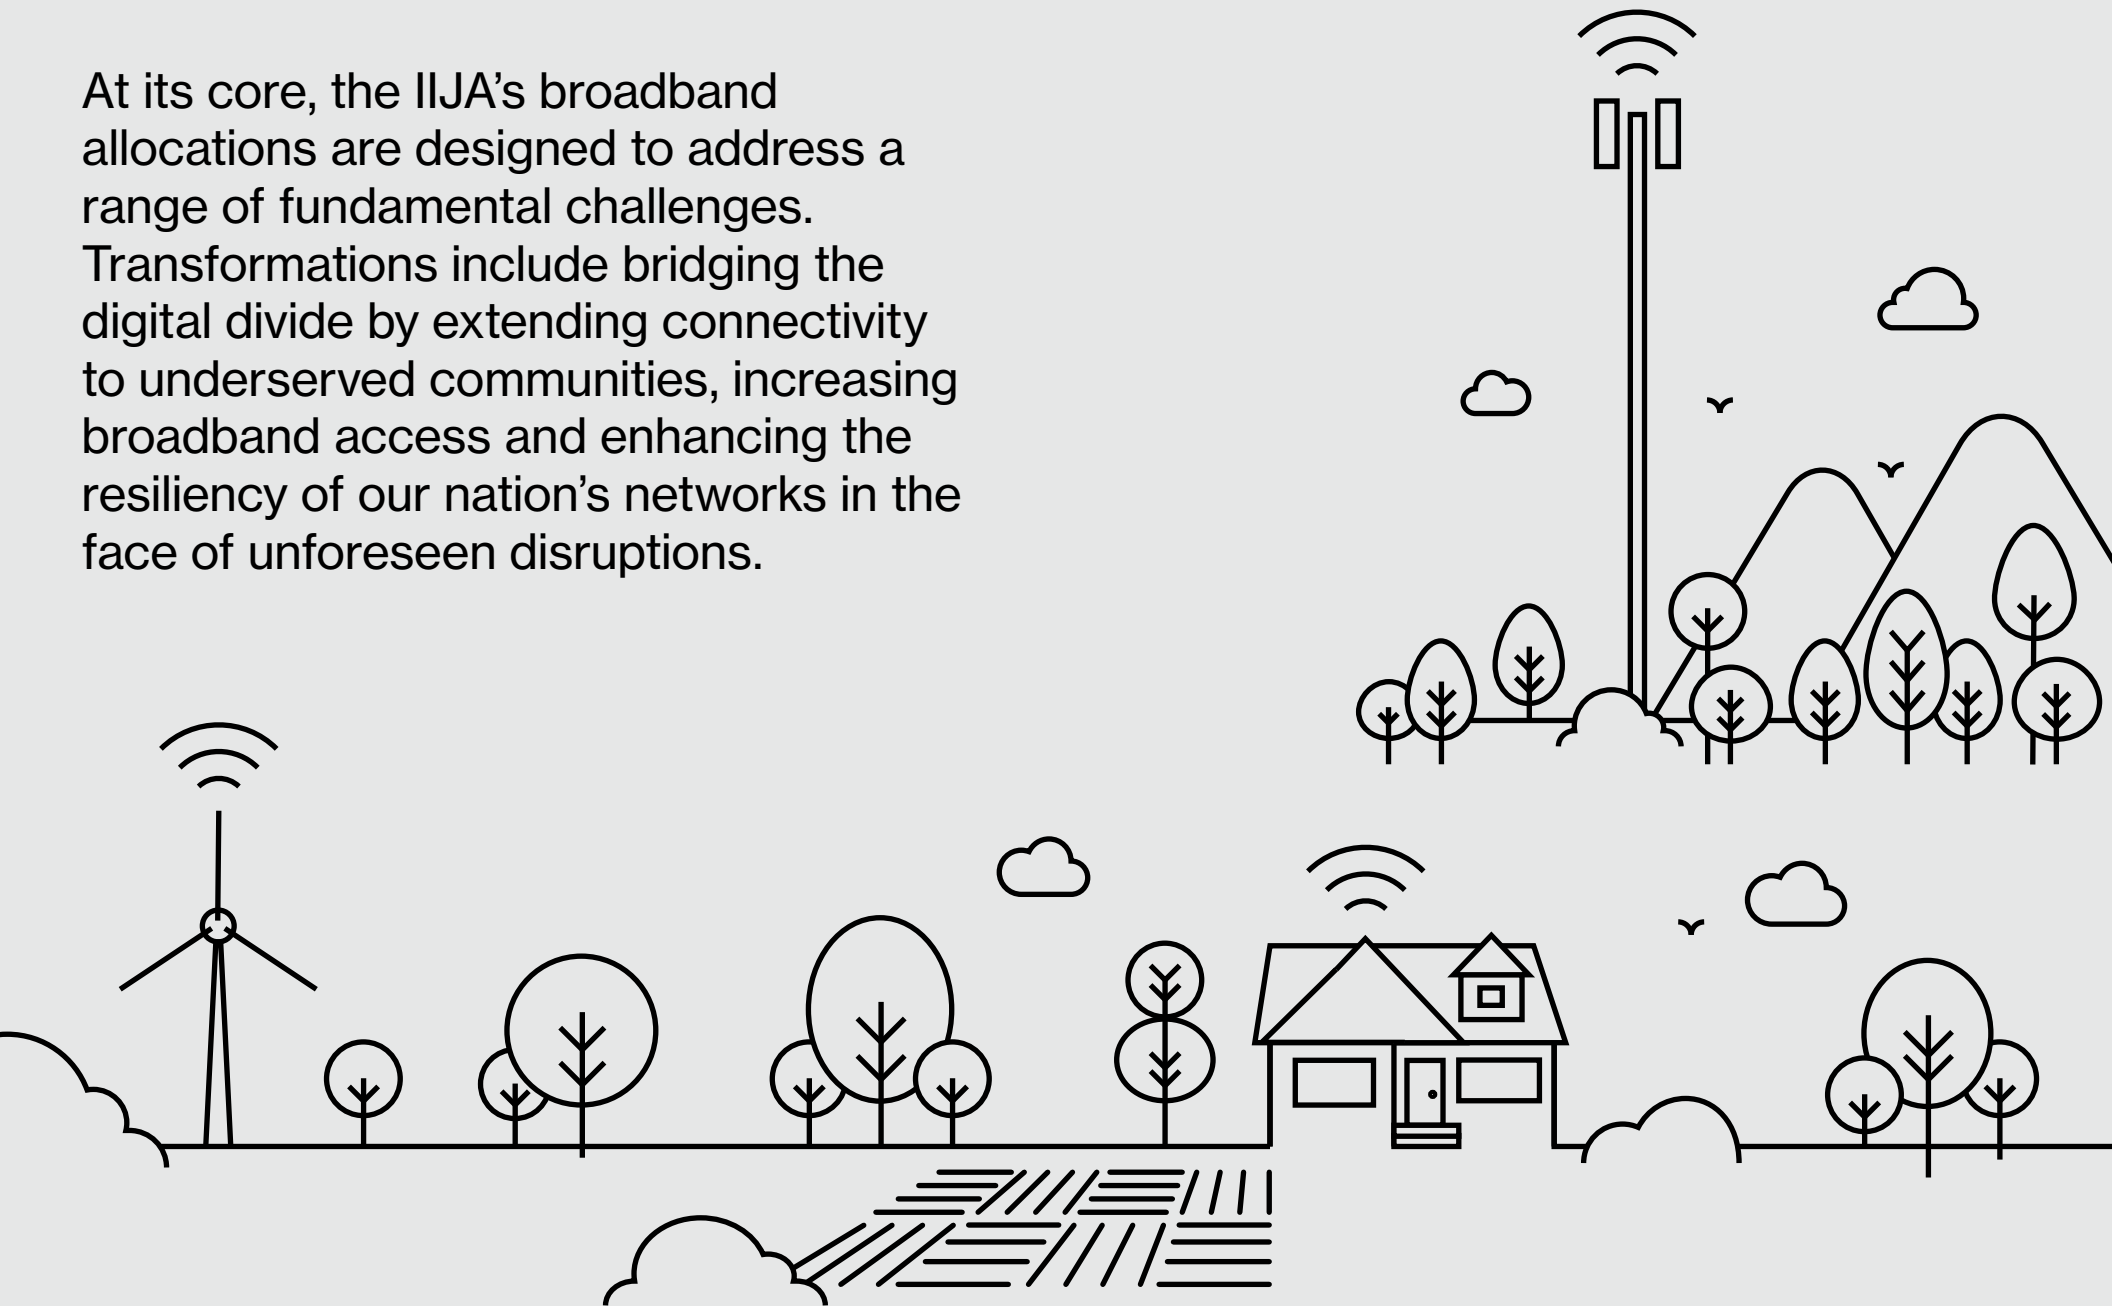 At its core, the IIJA’s broadband
allocations are designed to address a
range of fundamental challenges.
Transformations include bridging the
digital divide by extending connectivity
to underserved communities, increasing
broadband access and enhancing the
resiliency of our nation’s networks in the
face of unforeseen disruptions.